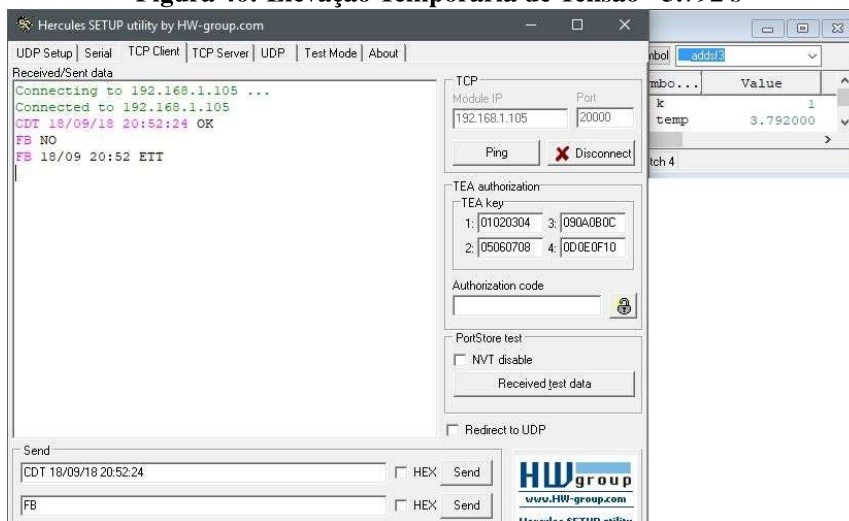 Figura 46: Elevação Temporária de Tensão– 3.792 s
Hercules SETUP utility by HW-group.com
UDP Setup Serial TCP Client TCP Server UDP Test Mode About
Received/Sent data
Connecting to 192.168.1.105 ...
Connected to 192.168.1.105
CDT 18/09/18 20:52:24 OK
FB NO
FB 18/09 20:52 ETT
TCP
Module IP Port
192.168.1.105 20000
Ping Disconnect
TEA authorization
TEA key
1: 01020304 3: 090A0B0C
2: 05060708 4: 0D0E0F10
Authorization code
PortStore test
NVT disable
Received test data
Redirect to UDP
Send
CDT 18/09/18 20:52:24 HEX Send
FB HEX Send
HW group
www.HW-group.com
Hercules SETUP utility
nbol _addsf3
mbo... Value
k 1
temp 3.792000
tch 4